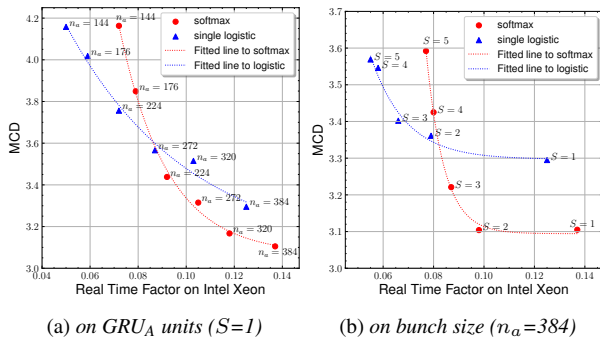 4.2
4.0
3.8
3.6
3.4
3.2
3.0
MCD
n_a = 144
n_a = 144
n_a = 176
n_a = 176
n_a = 224
n_a = 272
n_a = 320
n_a = 224
n_a = 272
n_a = 384
n_a = 320
n_a = 384
softmax
single logistic
Fitted line to softmax
Fitted line to logistic
0.04 0.06 0.08 0.10 0.12 0.14
Real Time Factor on Intel Xeon
(a) on GRU_A units (S=1)
3.7
3.6
3.5
3.4
3.3
3.2
3.1
3.0
MCD
S = 5
S = 5
S = 4
S = 4
S = 3
S = 2
S = 1
S = 3
S = 2
S = 1
softmax
single logistic
Fitted line to softmax
Fitted line to logistic
0.06 0.08 0.10 0.12 0.14
Real Time Factor on Intel Xeon
(b) on bunch size (n_a=384)